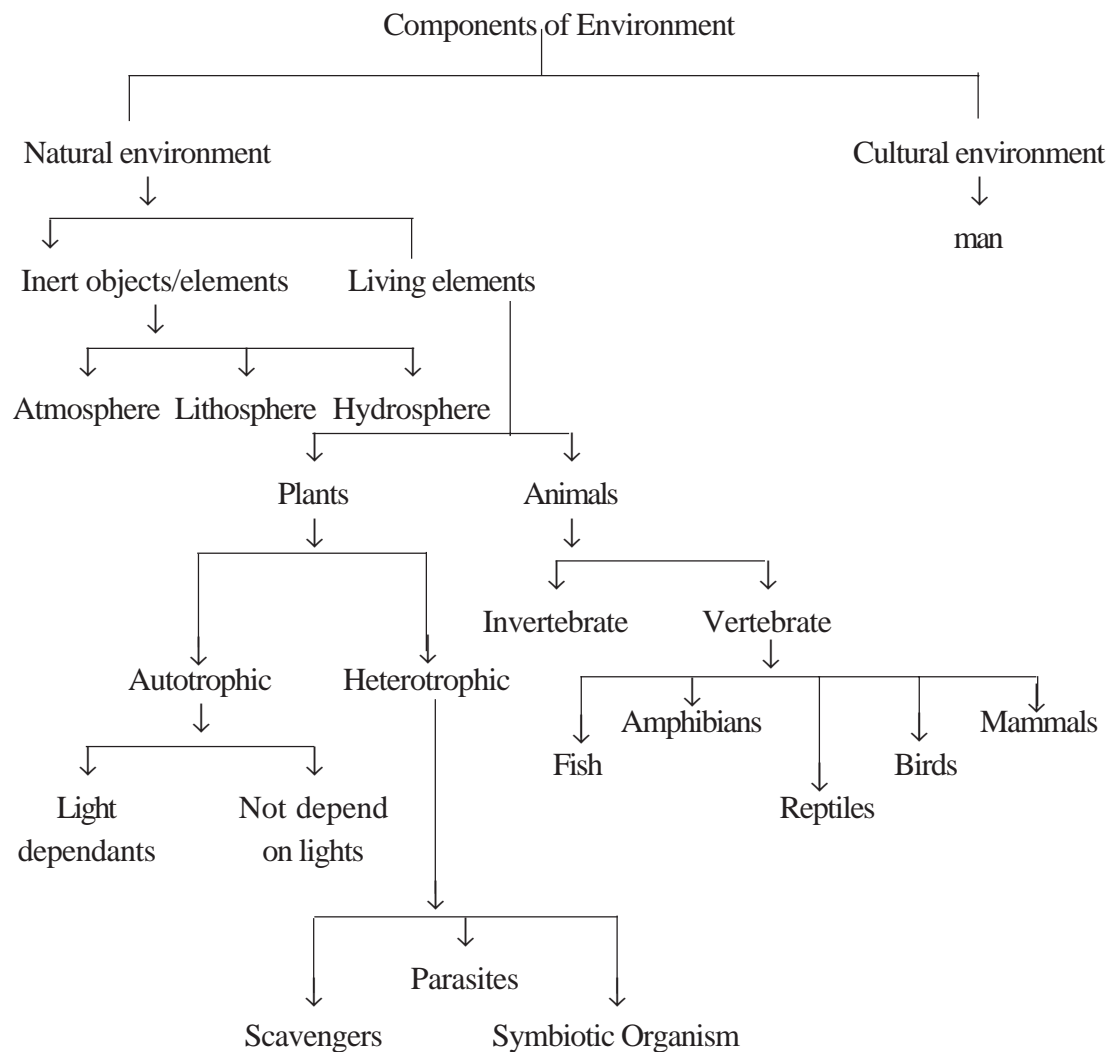 Components of Environment
Natural environment
Cultural environment
man
Inert objects/elements
Living elements
Atmosphere
Lithosphere
Hydrosphere
Plants
Animals
Invertebrate
Vertebrate
Autotrophic
Heterotrophic
Amphibians
Mammals
Fish
Birds
Reptiles
Light
dependants
Not depend
on lights
Parasites
Scavengers
Symbiotic Organism